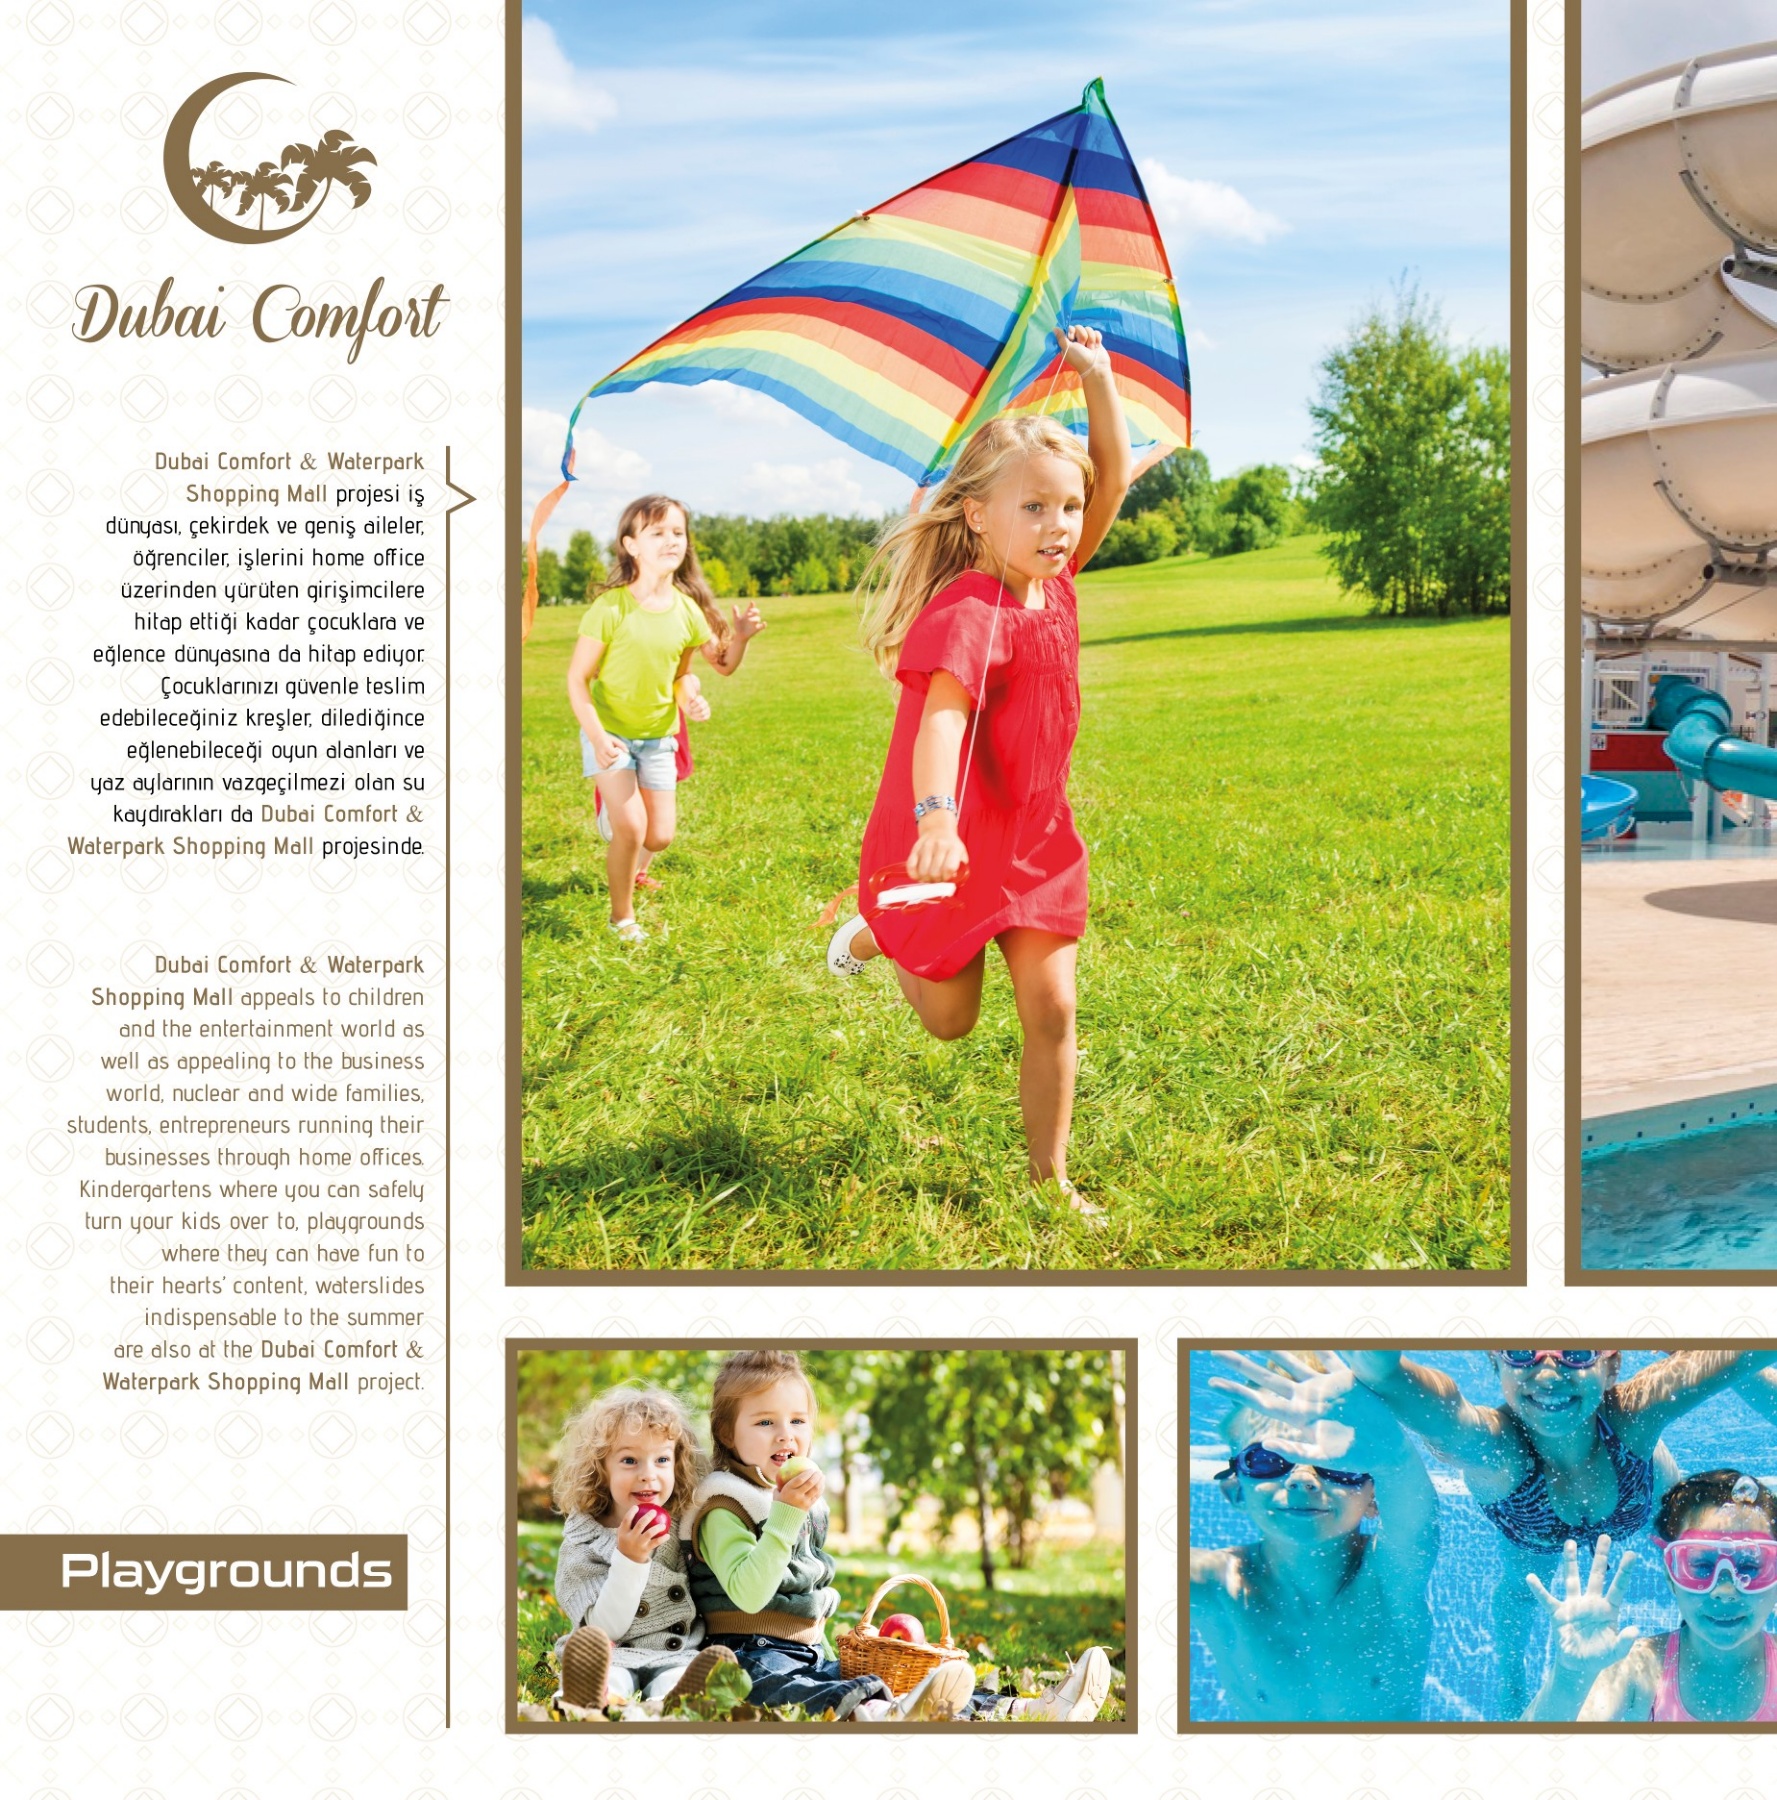 Dubai Comfort
Dubai Comfort & Waterpark
Shopping Mall projesi iş
dünyası, çekirdek ve geniş aileler,
öğrenciler, işlerini home office
üzerinden yürüten girişimcilere
hitap ettiği kadar çocuklara ve
eğlence dünyasına da hitap ediyor.
Çocuklarınızı güvenle teslim
edebileceğiniz kreşler, dilediğince
eğlenebileceği oyun alanları ve
yaz aylarının vazgeçilmezi olan su
kaydırakları da Dubai Comfort &
Waterpark Shopping Mall projesinde.
Dubai Comfort & Waterpark
Shopping Mall appeals to children
and the entertainment world as
well as appealing to the business
world, nuclear and wide families,
students, entrepreneurs running their
businesses through home offices.
Kindergartens where you can safely
turn your kids over to, playgrounds
where they can have fun to
their hearts' content, waterslides
indispensable to the summer
are also at the Dubai Comfort &
Waterpark Shopping Mall project.
Playgrounds